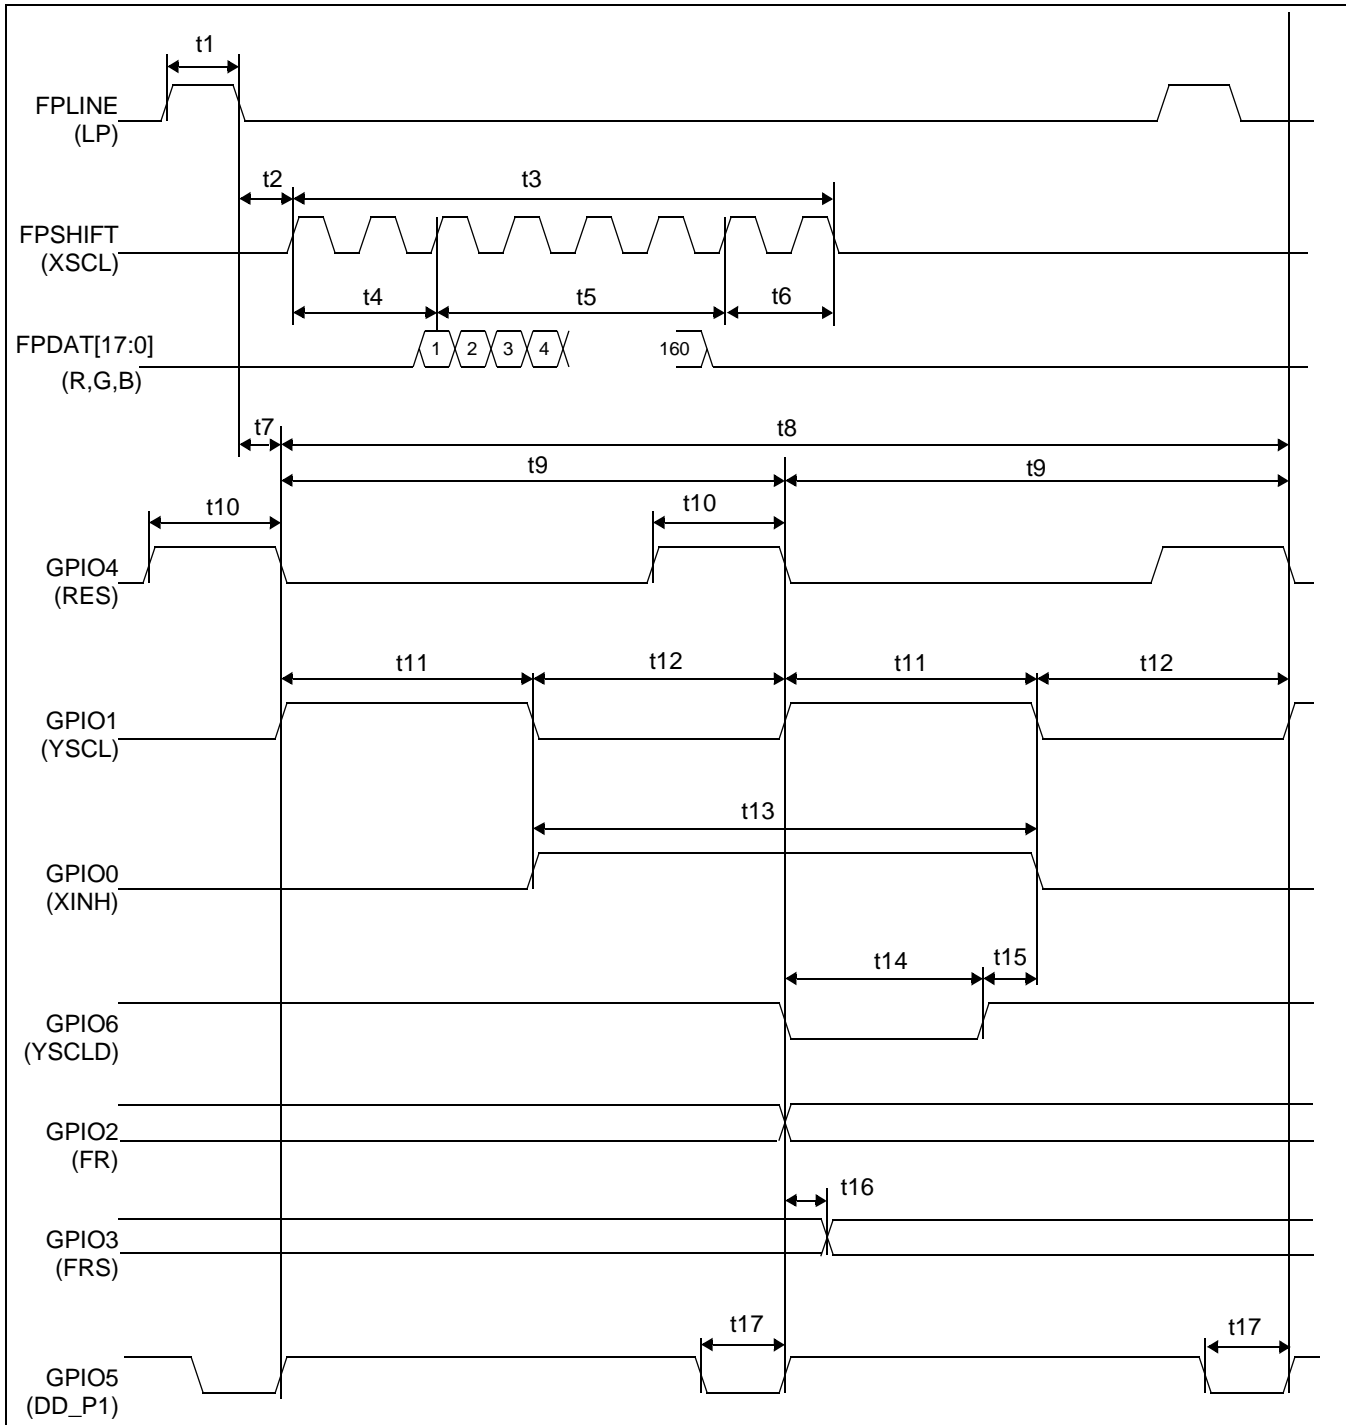 t1
FPLINE
(LP)
t2
t3
FPSHIFT
(XSCL)
t4
t5
t6
FPDAT[17:0]
(R,G,B)
1
2
3
4
160
t7
t8
t9
t9
t10
t10
GPIO4
(RES)
t11
t12
t11
t12
GPIO1
(YSCL)
t13
GPIO0
(XINH)
t14
t15
GPIO6
(YSCLD)
GPIO2
(FR)
t16
GPIO3
(FRS)
t17
t17
GPIO5
(DD_P1)